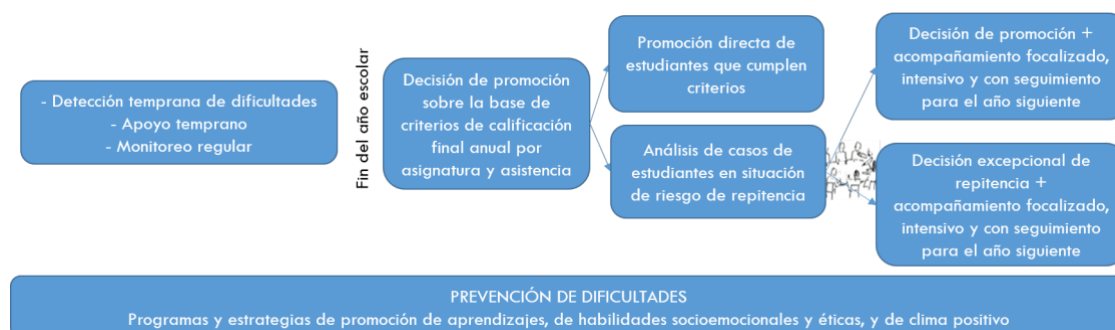 - Detección temprana de dificultades
- Apoyo temprano
- Monitoreo regular
Fin del año escolar
Decisión de promoción
sobre la base de
criterios de calificación
final anual por
asignatura y asistencia
Promoción directa de
estudiantes que cumplen
criterios
Análisis de casos de
estudiantes en situación
de riesgo de repitencia
Decisión de promoción +
acompañamiento focalizado,
intensivo y con seguimiento
para el año siguiente
Decisión excepcional de
repitencia +
acompañamiento focalizado,
intensivo y con seguimiento
para el año siguiente
PREVENCIÓN DE DIFICULTADES
Programas y estrategias de promoción de aprendizajes, de habilidades socioemocionales y éticas, y de clima positivo